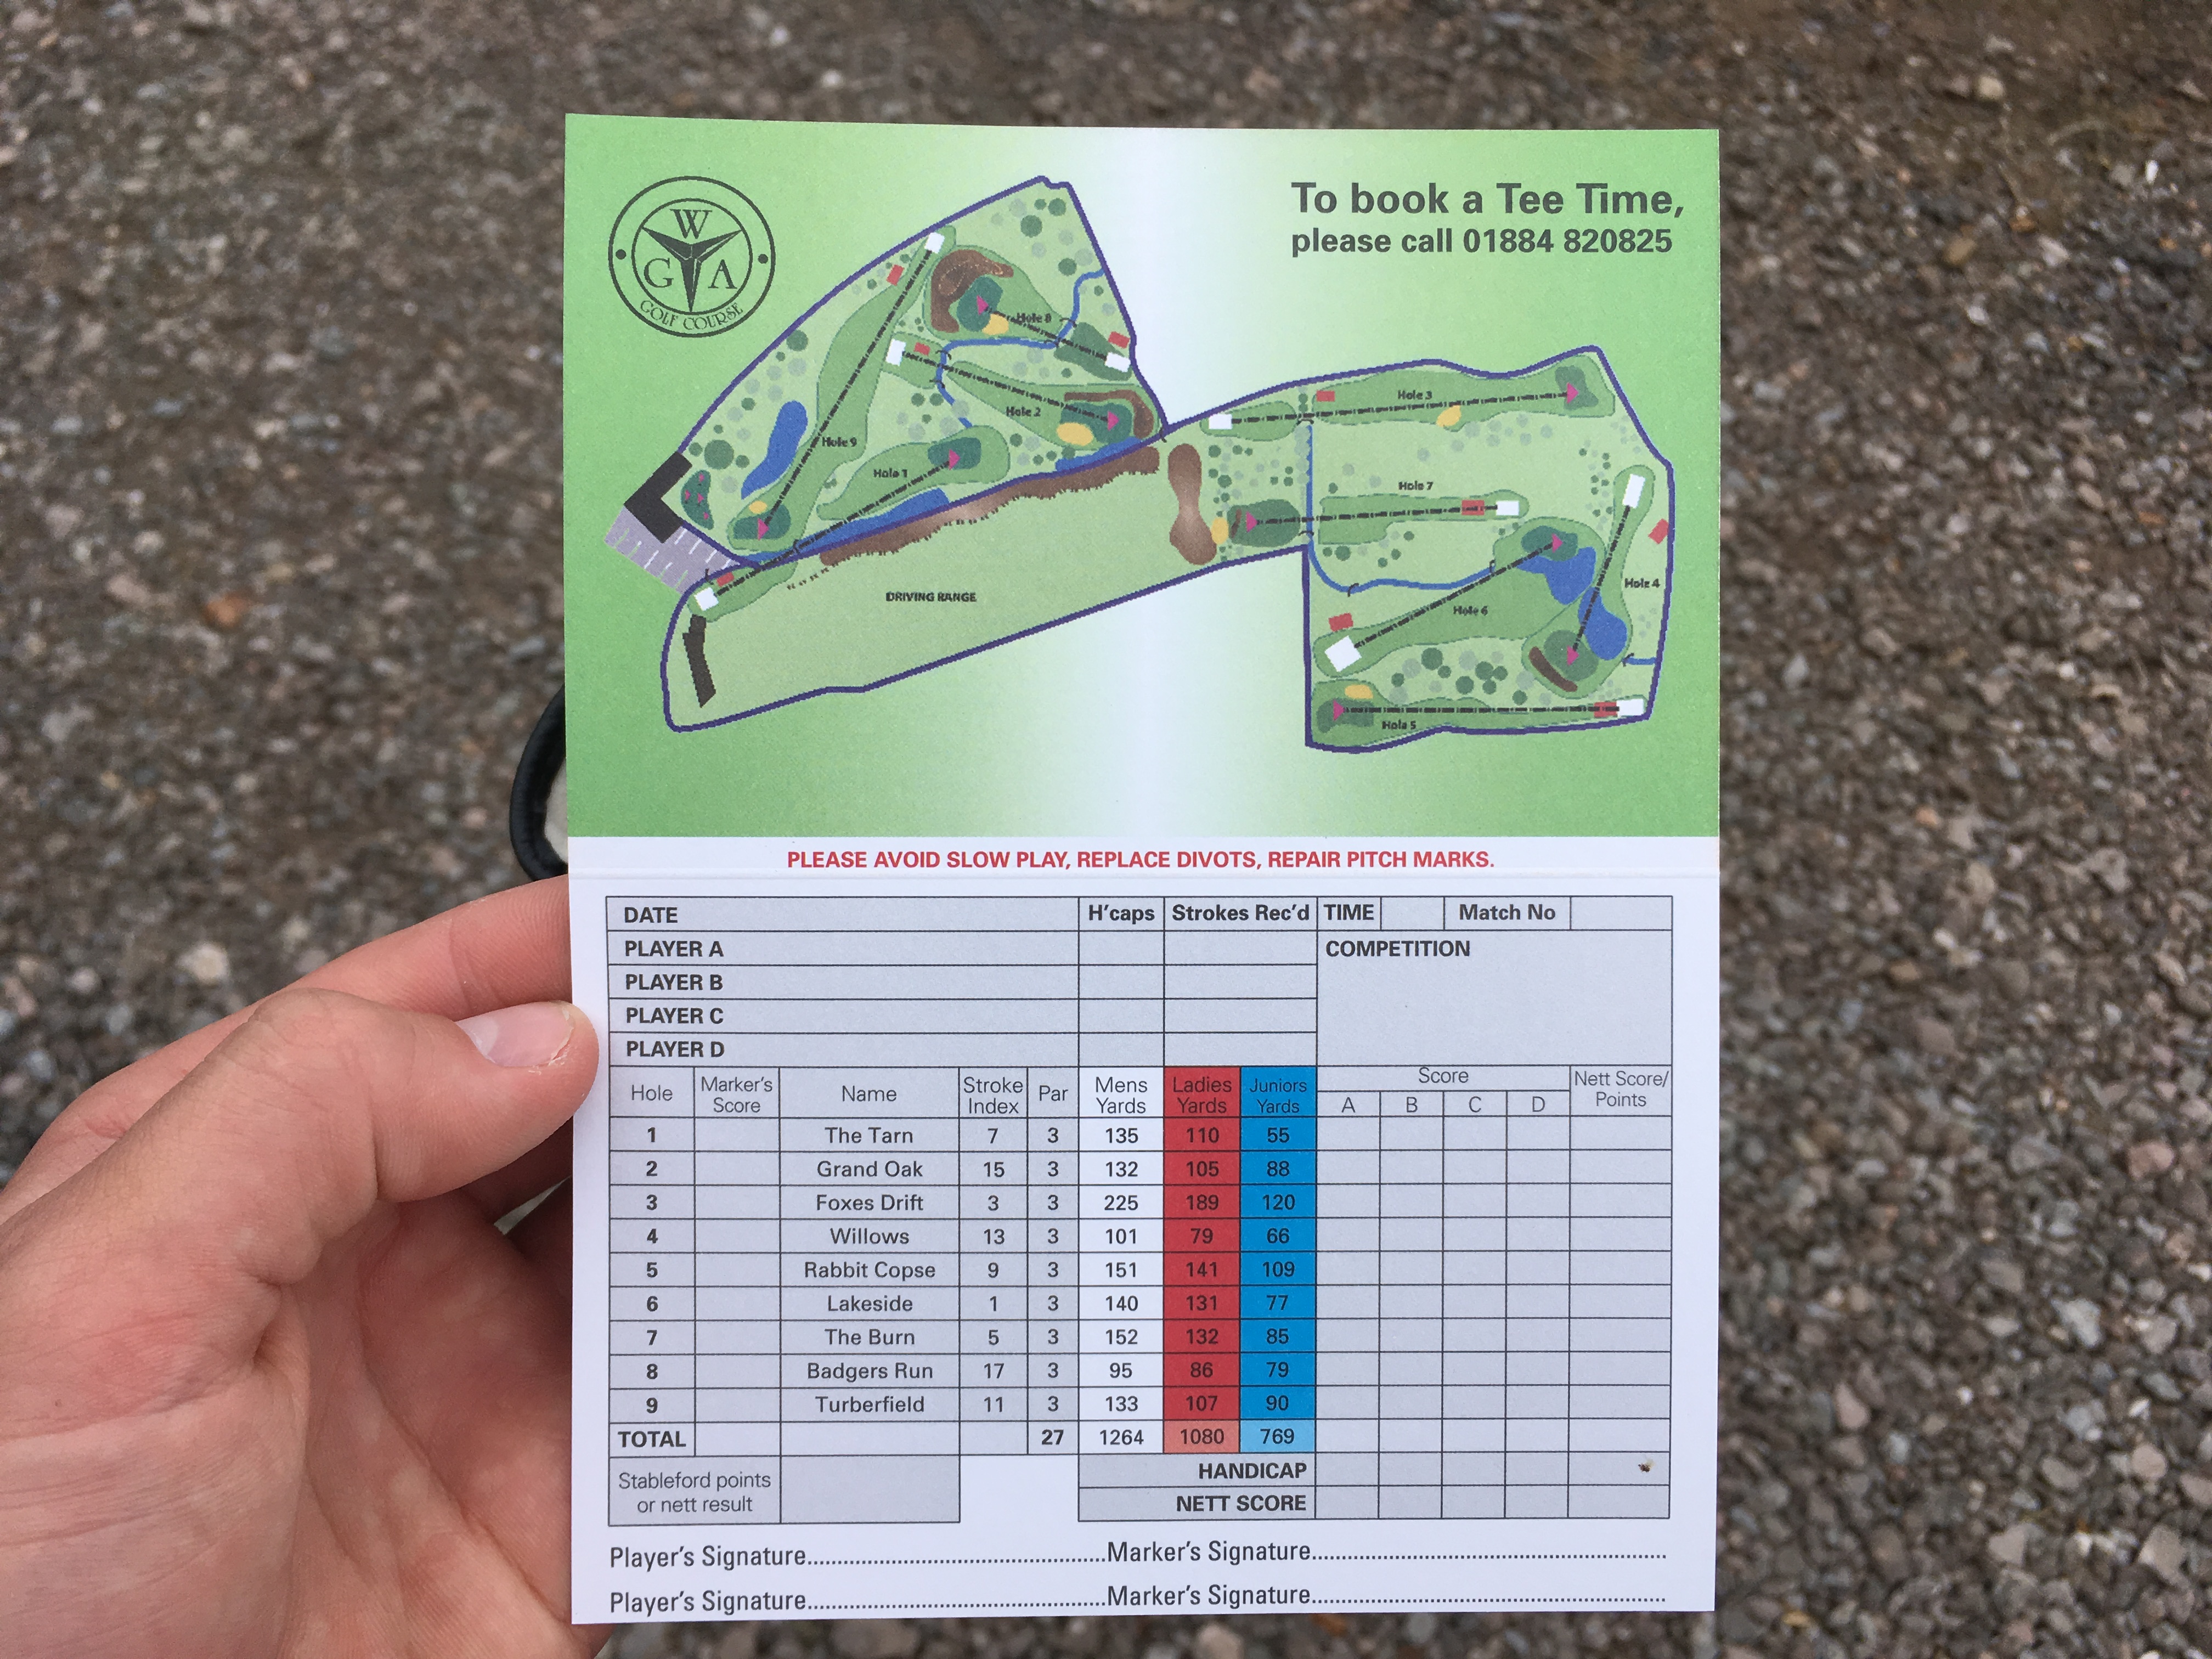 W
G A
GOLF COURSE
To book a Tee Time,
please call 01884 820825
Hole 8
Hole 2
Hole 9
Hole 1
Hole 3
Hole 7
Hole 4
Hole 6
Hole 5
DRIVING RANGE
PLEASE AVOID SLOW PLAY, REPLACE DIVOTS, REPAIR PITCH MARKS.
DATE H'caps Strokes Rec'd TIME Match No
PLAYER A COMPETITION
PLAYER B
PLAYER C
PLAYER D
Hole Marker's Score Name Stroke Index Par Mens Yards Ladies Yards Juniors Yards Score A B C D Nett Score/ Points
1 The Tarn 7 3 135 110 55
2 Grand Oak 15 3 132 105 88
3 Foxes Drift 3 3 225 189 120
4 Willows 13 3 101 79 66
5 Rabbit Copse 9 3 151 141 109
6 Lakeside 1 3 140 131 77
7 The Burn 5 3 152 132 85
8 Badgers Run 17 3 95 86 79
9 Turberfield 11 3 133 107 90
TOTAL 27 1264 1080 769
Stableford points
or nett result
HANDICAP
NETT SCORE
Player's Signature..........................................Marker's Signature..................................................
Player's Signature..........................................Marker's Signature..................................................